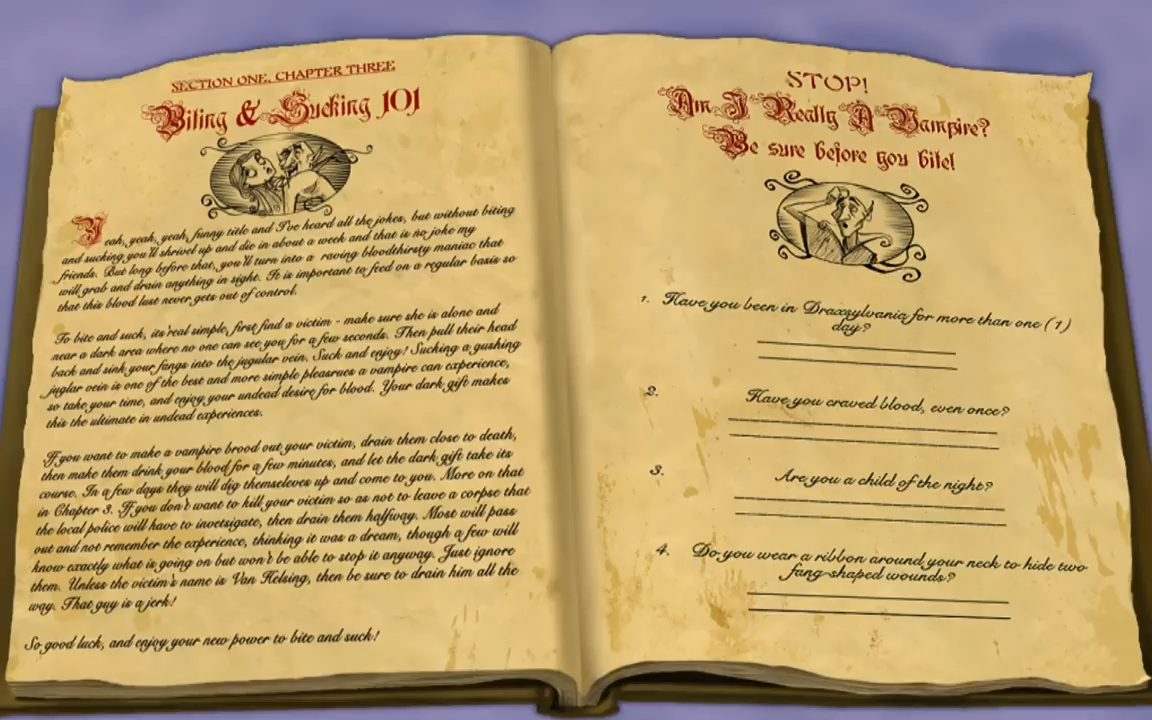 SECTION ONE, CHAPTER THREE
Biting & Sucking 101
Yeah, yeah, yeah, funny title and I've heard all the jokes, but without biting
and sucking you'll shrivel up and die in about a week and that is no joke my
friends. But long before that, you'll turn into a raving bloodthirsty maniac that
will grab and drain anything in sight. It is important to feed on a regular basis so
that this blood lust never gets out of control.
To bite and suck, its real simple, first find a victim - make sure she is alone and
near a dark area where no one can see you for a few seconds. Then pull their head
back and sink your fangs into the jugular vein. Suck and enjoy! Sucking a gushing
juglar vein is one of the best and more simple pleasrues a vampire can experience,
so take your time, and enjoy your undead desire for blood. Your dark gift makes
this the ultimate in undead experiences.
If you want to make a vampire brood out your victim, drain them close to death,
then make them drink your blood for a few minutes, and let the dark gift take its
course. In a few days they will dig themseleves up and come to you. More on that
in Chapter 3. If you don't want to kill your victim so as not to leave a corpse that
the local police will have to invetsigate, then drain them halfway. Most will pass
out and not remember the experience, thinking it was a dream, though a few will
know exactly what is going on but won't be able to stop it anyway. Just ignore
them. Unless the victim's name is Van Helsing, then be sure to drain him all the
way. That guy is a jerk!
So good luck, and enjoy your new power to bite and suck!
STOP!
Am I Really A Vampire?
Be sure before you bite!
1. Have you been in Draxsylvania for more than one (1)
day?
2. Have you craved blood, even once?
3. Are you a child of the night?
4. Do you wear a ribbon around your neck to hide two
fang-shaped wounds?